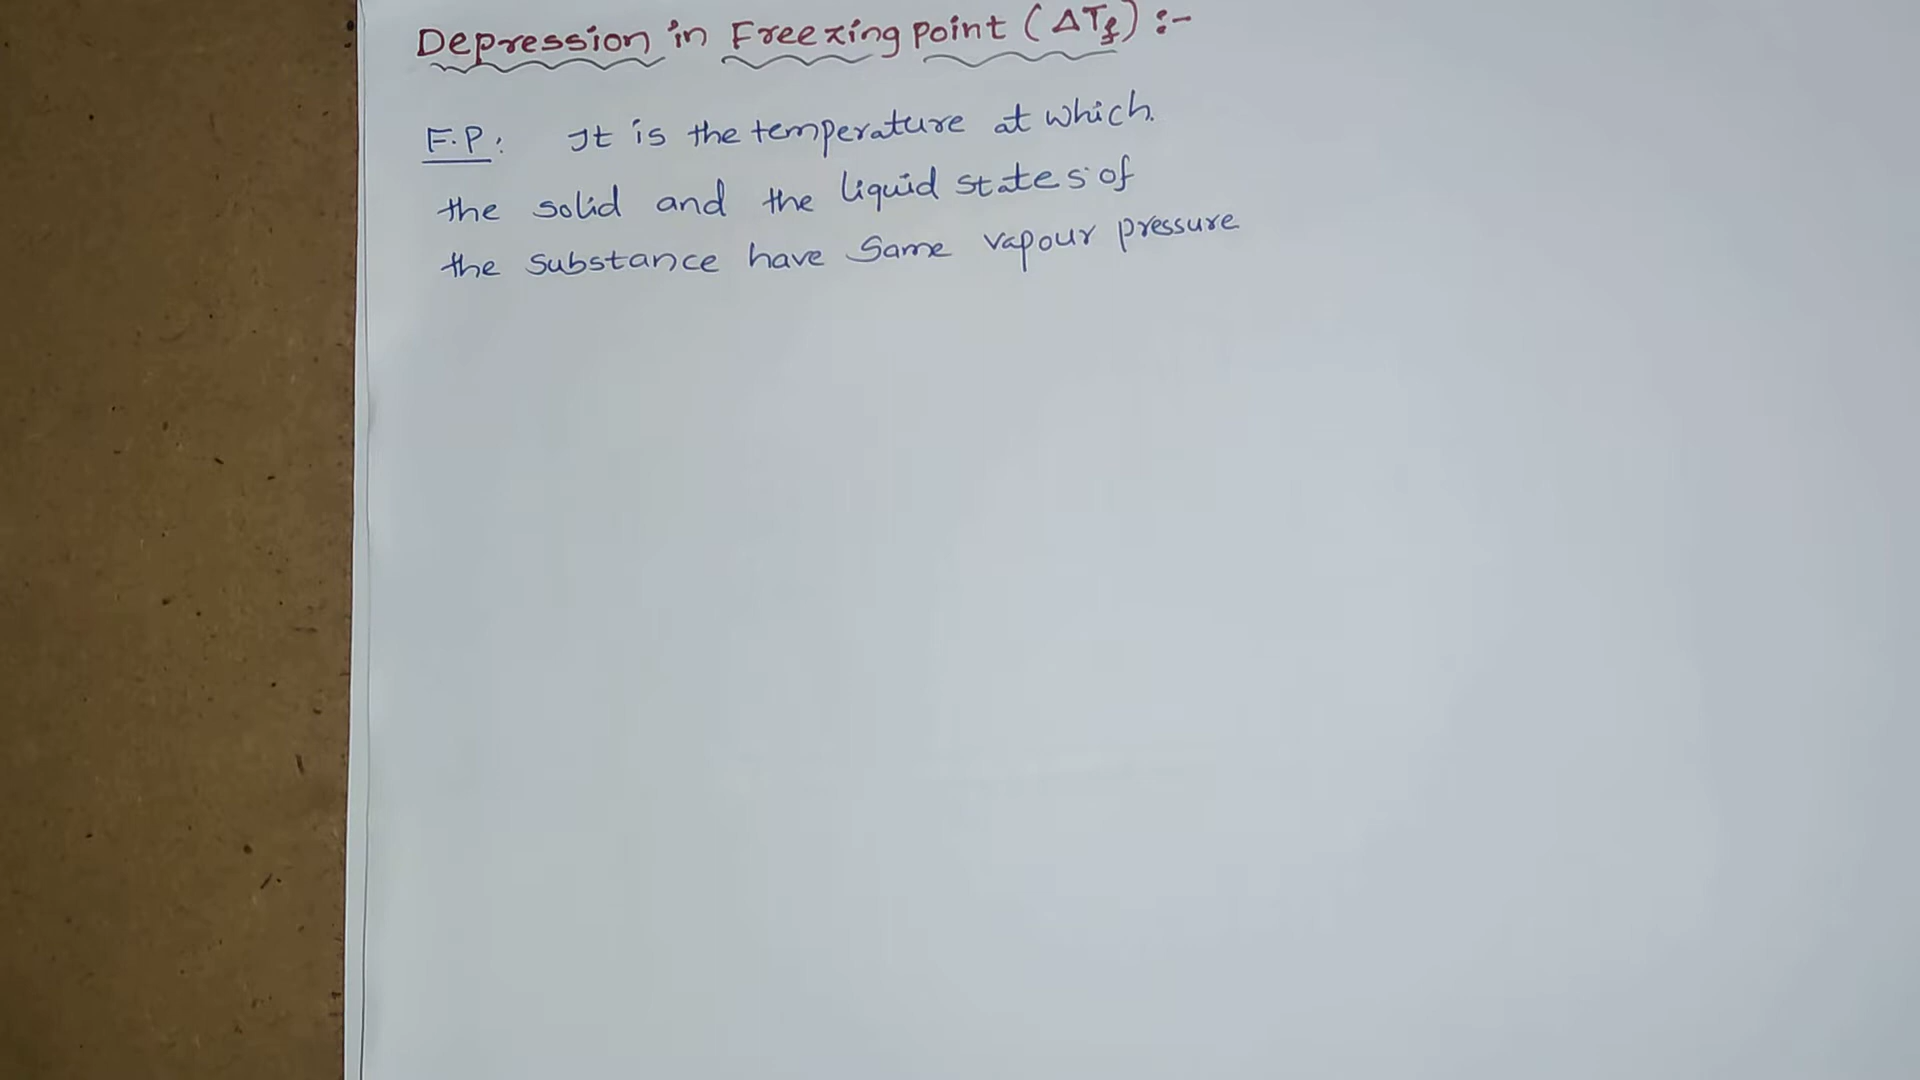 Depression in Freezing point (ΔTf) :-
F.P: It is the temperature at which.
the solid and the liquid states of
the substance have same vapour pressure